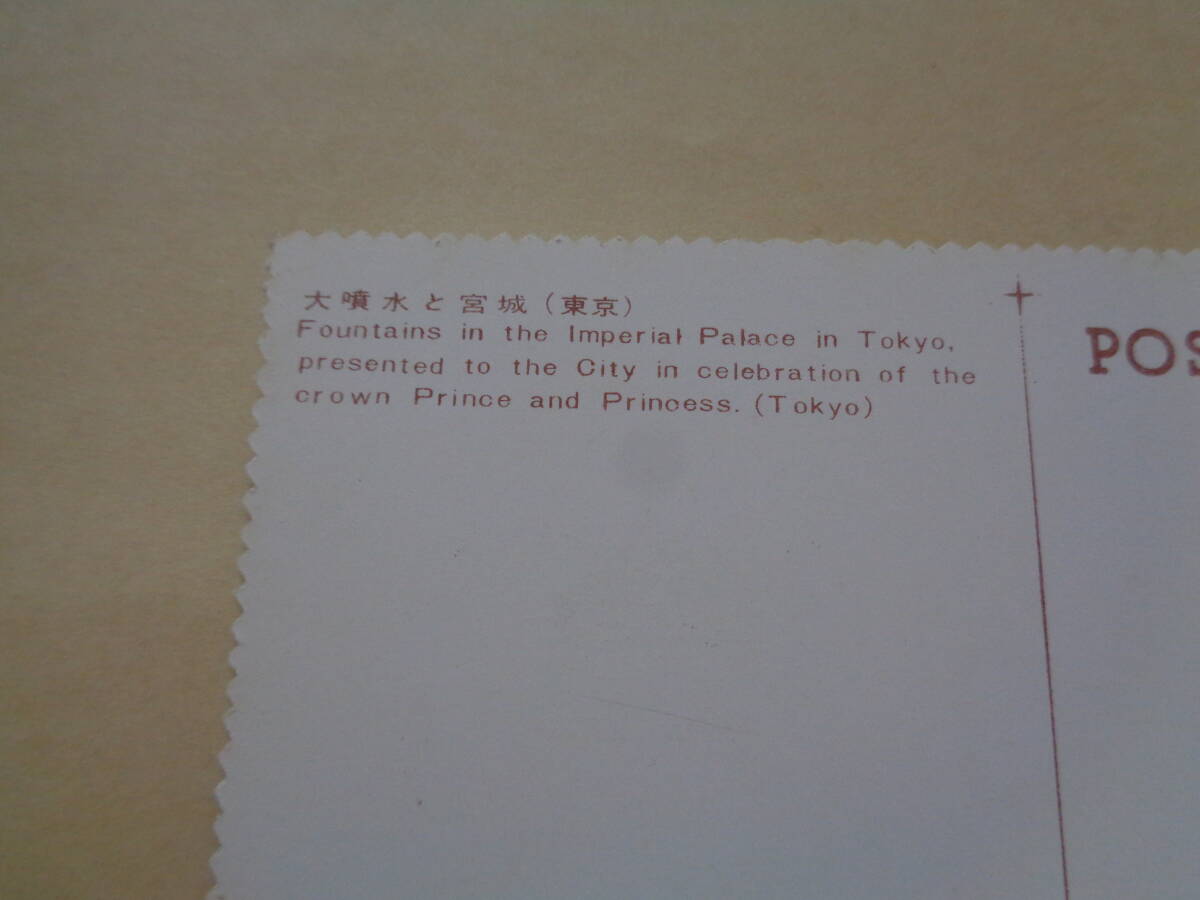 大噴水と宮城（東京）
Fountains in the Imperial Palace in Tokyo,
presented to the City in celebration of the
crown Prince and Princess. (Tokyo)
POS